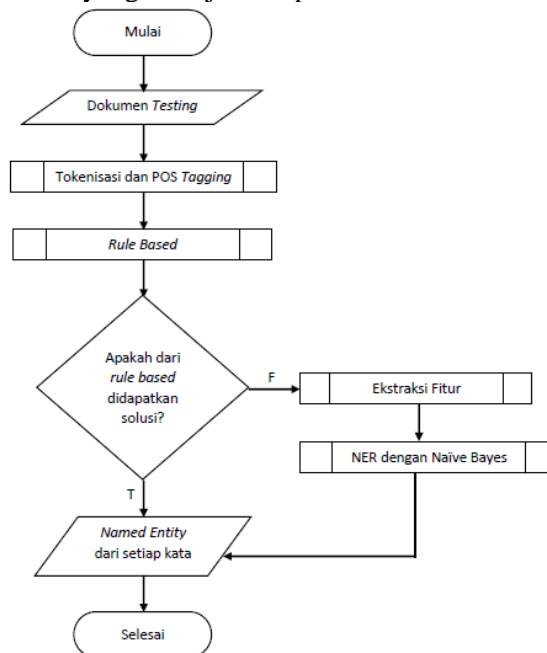 Mulai
Dokumen Testing
Tokenisasi dan POS Tagging
Rule Based
Apakah dari
rule based
didapatkan
solusi?
F
Ekstraksi Fitur
NER dengan Naïve Bayes
T
Named Entity
dari setiap kata
Selesai